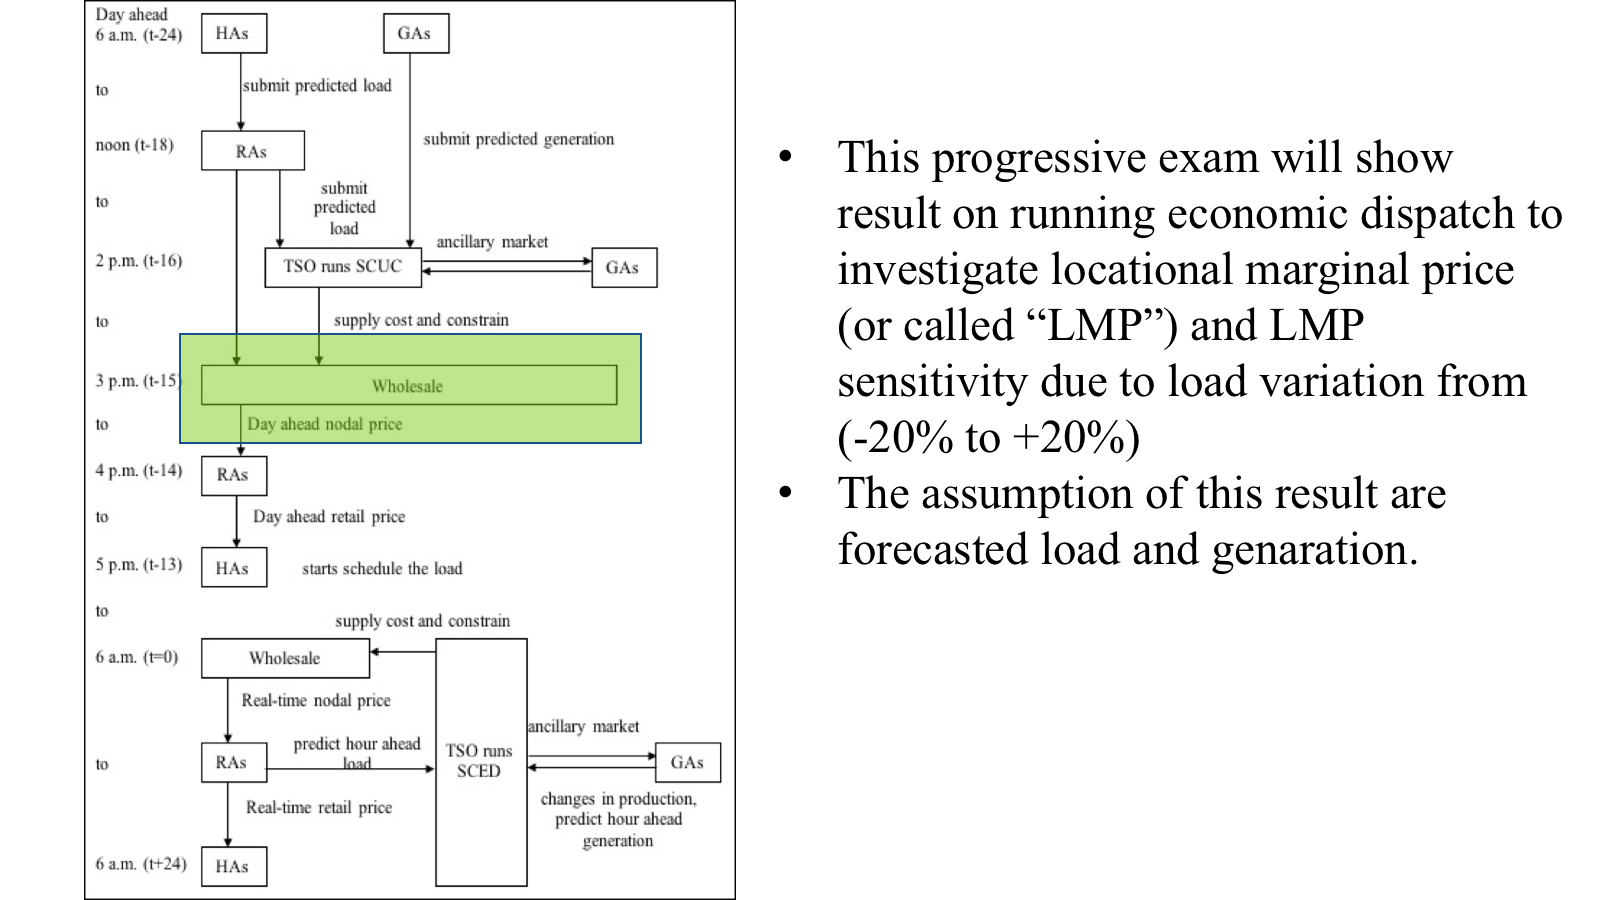 Day ahead
6 a.m. (t-24)
HAs
GAs
submit predicted load
to
submit predicted generation
noon (t-18)
RAs
submit
predicted
load
to
ancillary market
2 p.m. (t-16)
TSO runs SCUC
GAs
to
supply cost and constrain
3 p.m. (t-15)
Wholesale
to
Day ahead nodal price
4 p.m. (t-14)
RAs
to
Day ahead retail price
5 p.m. (t-13)
HAs
starts schedule the load
to
supply cost and constrain
6 a.m. (t=0)
Wholesale
Real-time nodal price
ancillary market
predict hour ahead
load
to
RAs
TSO runs
SCED
GAs
Real-time retail price
changes in production,
predict hour ahead
generation
6 a.m. (t+24)
HAs
• This progressive exam will show
result on running economic dispatch to
investigate locational marginal price
(or called “LMP”) and LMP
sensitivity due to load variation from
(-20% to +20%)
• The assumption of this result are
forecasted load and genaration.